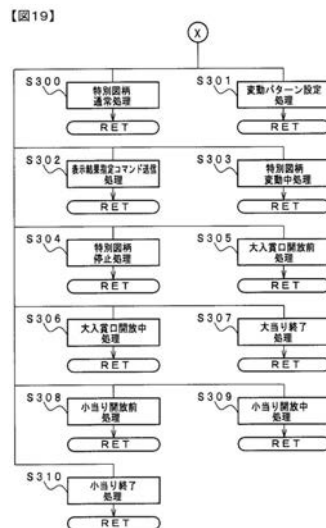 【図19】
X
S300
特別図柄
通常処理
RET
S301
変動パターン設定
処理
RET
S302
表示結果指定コマンド送信
処理
RET
S303
特別図柄
変動中処理
RET
S304
特別図柄
停止処理
RET
S305
大入賞口開放前
処理
RET
S306
大入賞口開放中
処理
RET
S307
大当り終了
処理
RET
S308
小当り開放前
処理
RET
S309
小当り開放中
処理
RET
S310
小当り終了
処理
RET